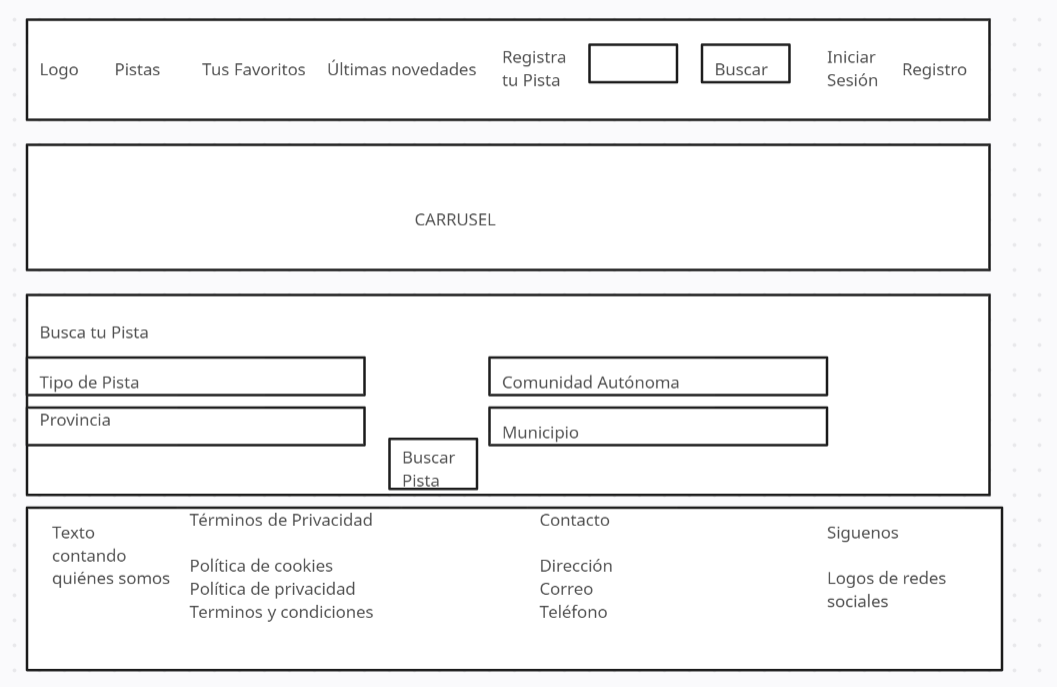 Logo
Pistas
Tus Favoritos
Últimas novedades
Registra
tu Pista
Buscar
Iniciar
Sesión
Registro
CARRUSEL
Busca tu Pista
Tipo de Pista
Comunidad Autónoma
Provincia
Municipio
Buscar
Pista
Texto
contando
quiénes somos
Términos de Privacidad
Política de cookies
Política de privacidad
Terminos y condiciones
Contacto
Dirección
Correo
Teléfono
Siguenos
Logos de redes
sociales